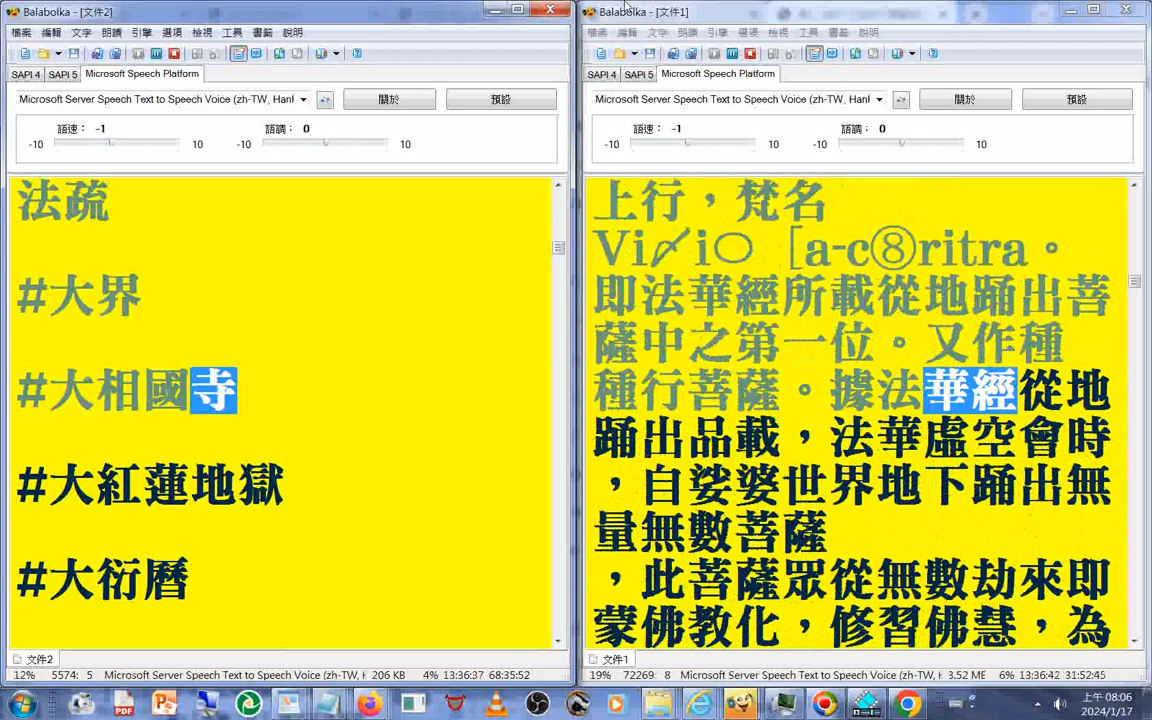 Balabolka - [文件2]
檔案 編輯 文字 朗讀 引擎 選項 檢視 工具 書籤 說明
SAPI 4 SAPI 5 Microsoft Speech Platform
Microsoft Server Speech Text to Speech Voice (zh-TW, Hanl
關於 預設
語速： -1 語調： 0
-10 10 -10 10
法疏
#大界
#大相國寺
#大紅蓮地獄
#大衍曆
文件2
12% 5574: 5 Microsoft Server Speech Text to Speech Voice (zh-TW, H 206 KB 4% 13:36:37 68:35:52
Balabolka - [文件1]
檔案 編輯 文字 朗讀 引擎 選項 檢視 工具 書籤 說明
SAPI 4 SAPI 5 Microsoft Speech Platform
Microsoft Server Speech Text to Speech Voice (zh-TW, Hanl
關於 預設
語速： -1 語調： 0
-10 10 -10 10
上行，梵名
Vi〆i○［a-c⑧ritra。
即法華經所載從地踊出菩
薩中之第一位。又作種
種行菩薩。據法華經從地
踊出品載，法華虛空會時
，自娑婆世界地下踊出無
量無數菩薩
，此菩薩眾從無數劫來即
蒙佛教化，修習佛慧，為
文件1
19% 72269: 8 Microsoft Server Speech Text to Speech Voice (zh-TW, H 3.52 MB 6% 13:36:42 31:52:45
PDF
上午 08:06
2024/1/17